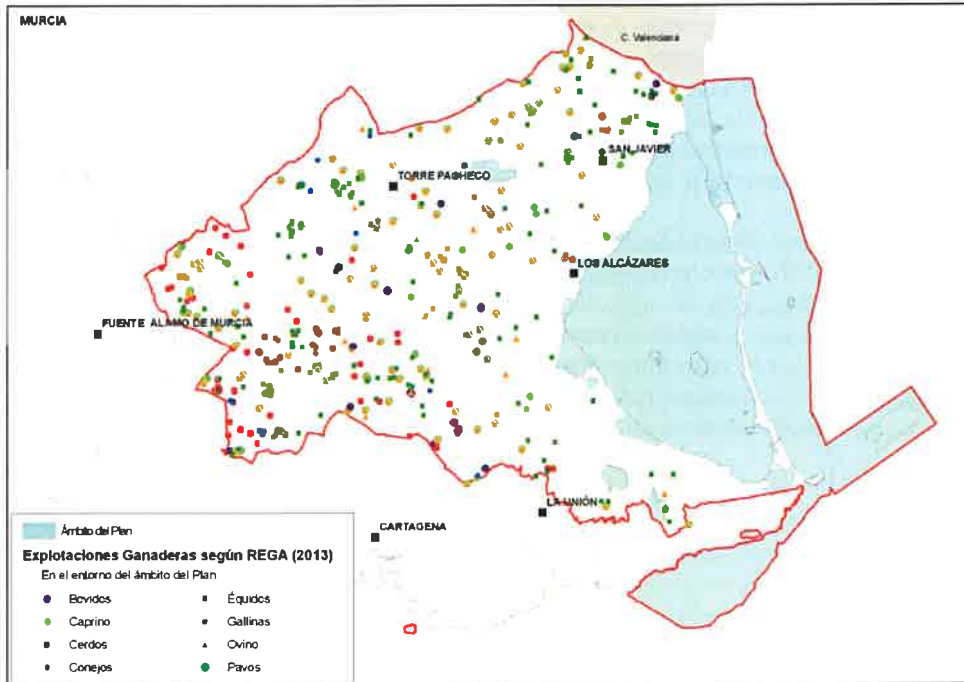 MURCIA
C. Valenciana
SAN JAVIER
TORRE PACHECO
LOS ALCÁZARES
FUENTE ALAMO DE MURCIA
LA UNIÓN
CARTAGENA
Ámbito del Plan
Explotaciones Ganaderas según REGA (2013)
En el entorno del ámbito del Plan
Bovidos
Équidos
Caprino
Gallinas
Cerdos
Ovino
Conejos
Pavos